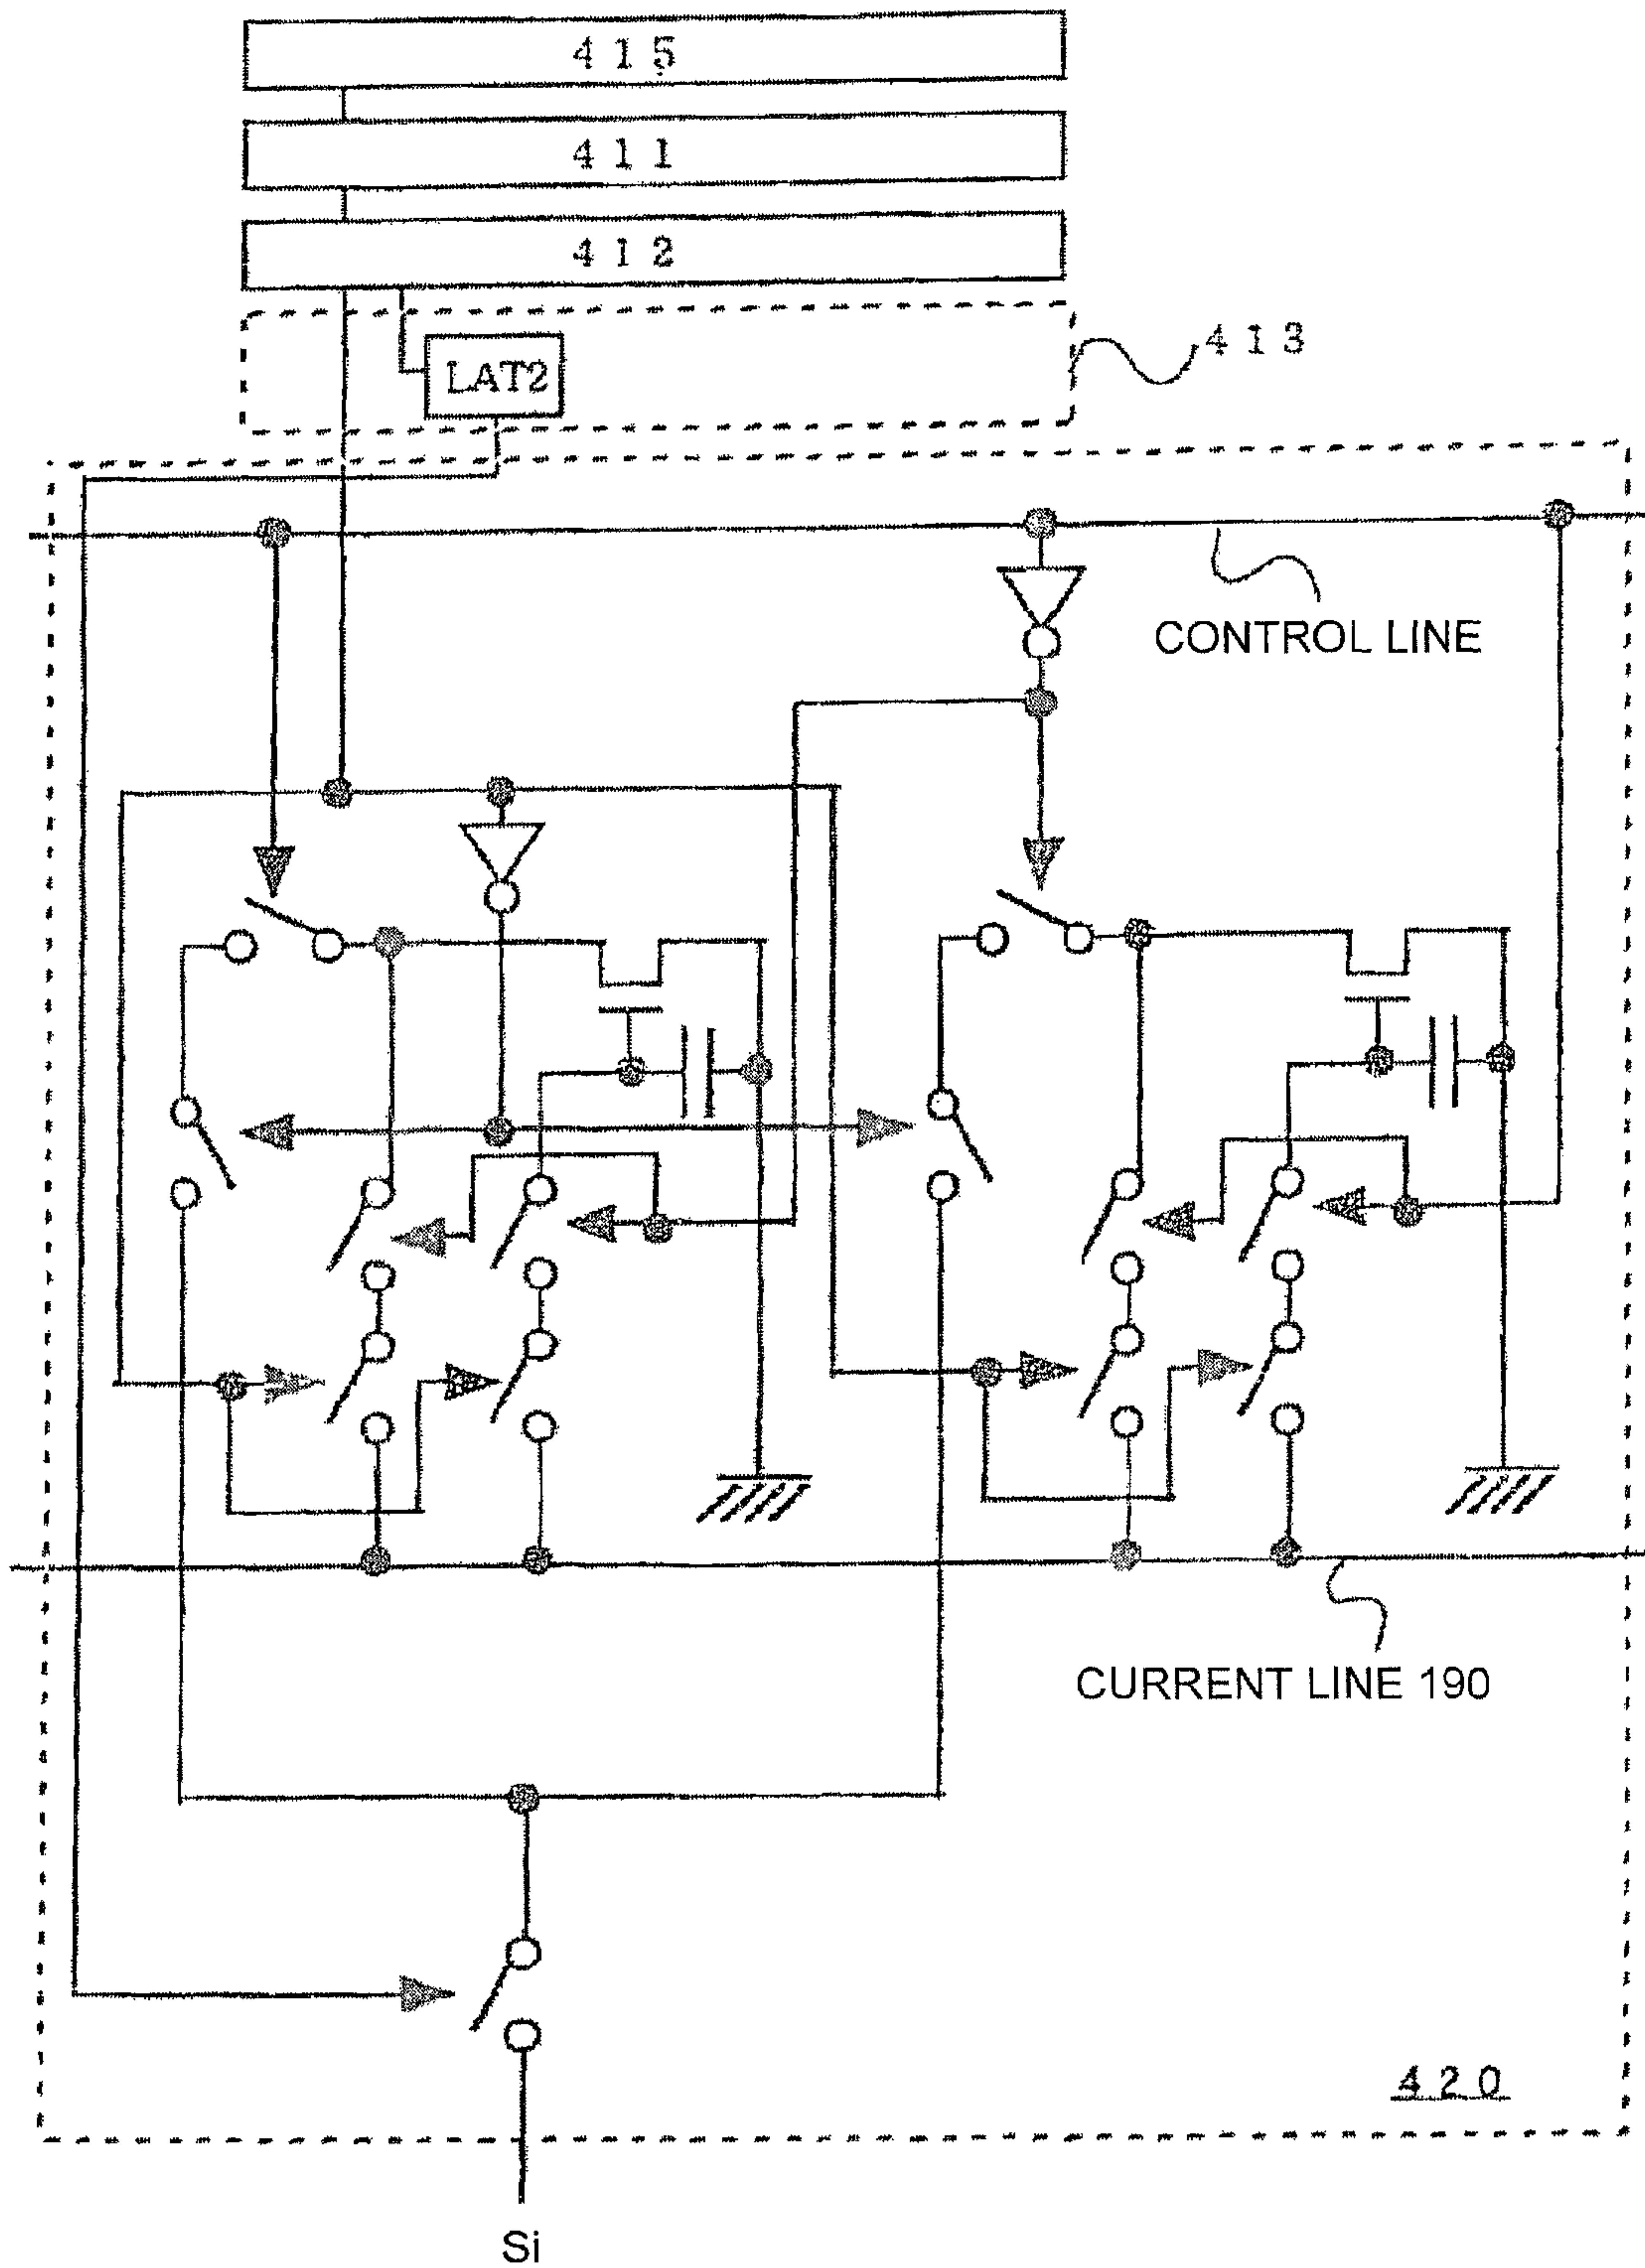 415
411
412
LAT2
413
CONTROL LINE
CURRENT LINE 190
420
Si